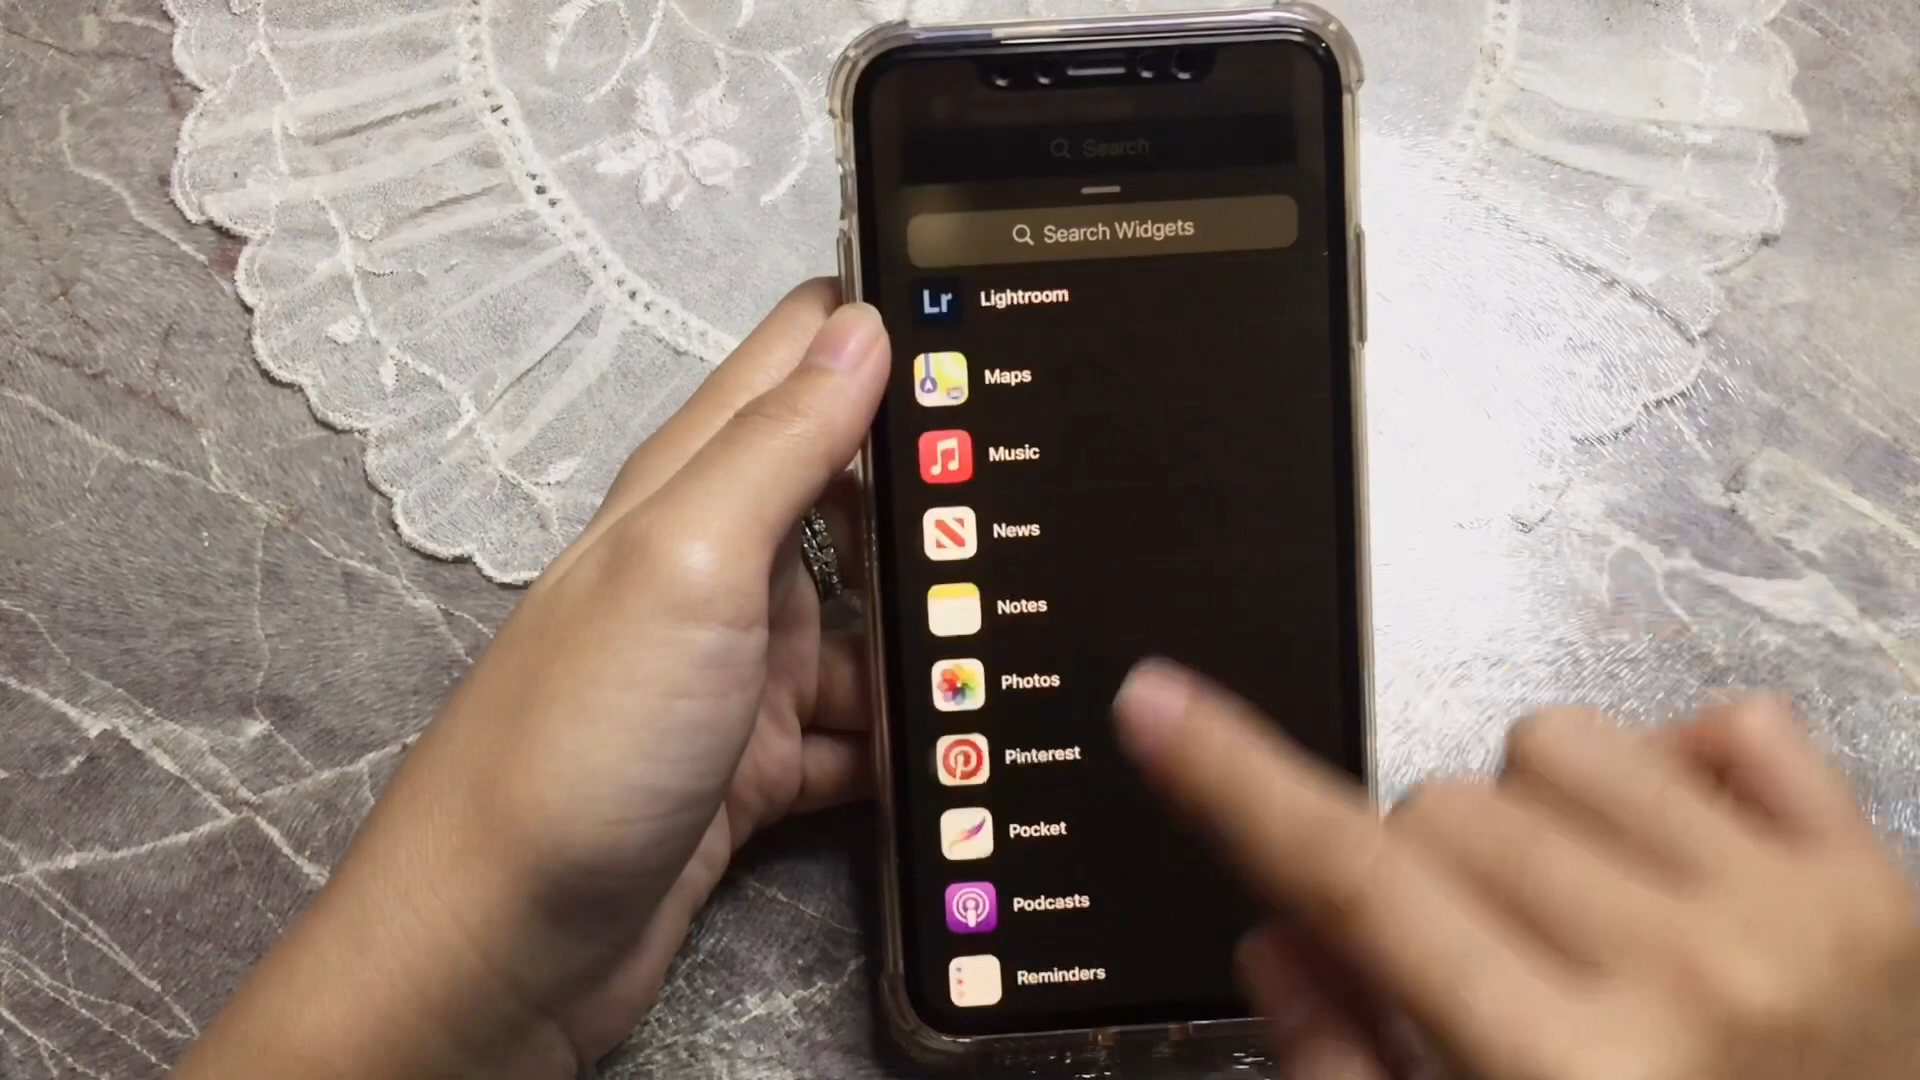 Search
Search Widgets
Lr Lightroom
Maps
Music
News
Notes
Photos
Pinterest
Pocket
Podcasts
Reminders